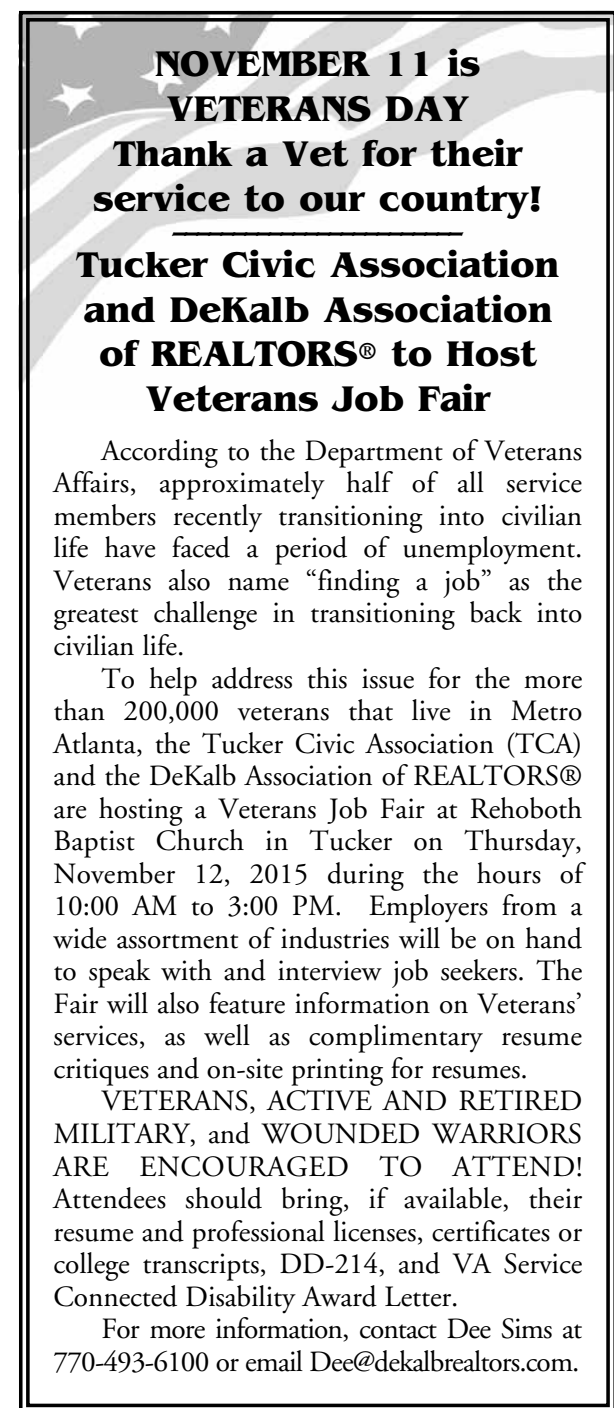 NOVEMBER 11 is
VETERANS DAY
Thank a Vet for their
service to our country!
Tucker Civic Association
and DeKalb Association
of REALTORS® to Host
Veterans Job Fair
According to the Department of Veterans
Affairs, approximately half of all service
members recently transitioning into civilian
life have faced a period of unemployment.
Veterans also name “finding a job” as the
greatest challenge in transitioning back into
civilian life.
To help address this issue for the more
than 200,000 veterans that live in Metro
Atlanta, the Tucker Civic Association (TCA)
and the DeKalb Association of REALTORS®
are hosting a Veterans Job Fair at Rehoboth
Baptist Church in Tucker on Thursday,
November 12, 2015 during the hours of
10:00 AM to 3:00 PM. Employers from a
wide assortment of industries will be on hand
to speak with and interview job seekers. The
Fair will also feature information on Veterans’
services, as well as complimentary resume
critiques and on-site printing for resumes.
VETERANS, ACTIVE AND RETIRED
MILITARY, and WOUNDED WARRIORS
ARE ENCOURAGED TO ATTEND!
Attendees should bring, if available, their
resume and professional licenses, certificates or
college transcripts, DD-214, and VA Service
Connected Disability Award Letter.
For more information, contact Dee Sims at
770-493-6100 or email Dee@dekalbrealtors.com.